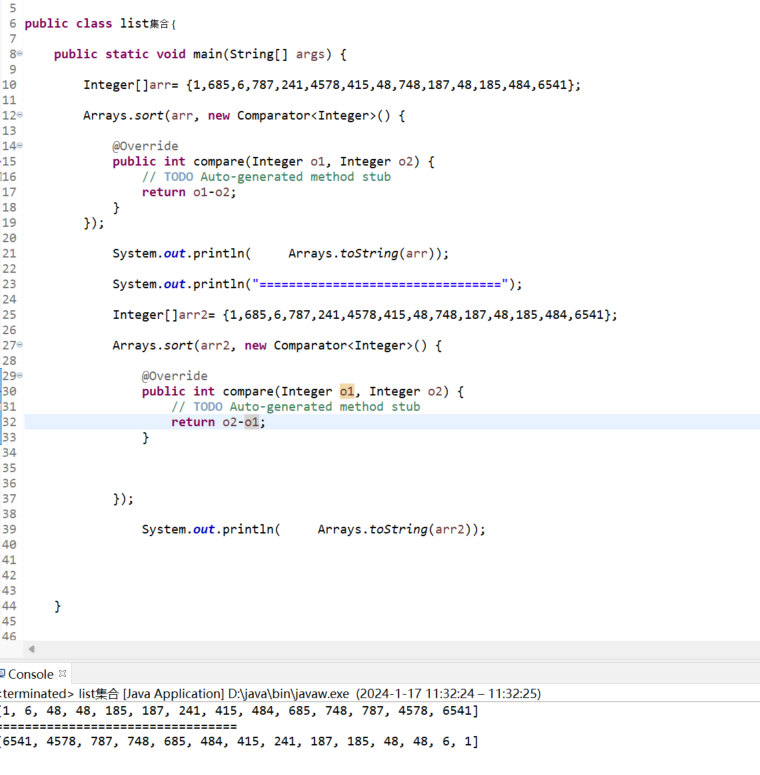 5
6 public class list集合 {
7
8 public static void main(String[] args) {
9
10 Integer[]arr= {1,685,6,787,241,4578,415,48,748,187,48,185,484,6541};
11
12 Arrays.sort(arr, new Comparator<Integer>() {
13
14 @Override
15 public int compare(Integer o1, Integer o2) {
16 // TODO Auto-generated method stub
17 return o1-o2;
18 }
19 });
20
21 System.out.println(     Arrays.toString(arr));
22
23 System.out.println("=================================");
24
25 Integer[]arr2= {1,685,6,787,241,4578,415,48,748,187,48,185,484,6541};
26
27 Arrays.sort(arr2, new Comparator<Integer>() {
28
29 @Override
30 public int compare(Integer o1, Integer o2) {
31 // TODO Auto-generated method stub
32 return o2-o1;
33 }
34
35
36
37 });
38
39 System.out.println(     Arrays.toString(arr2));
40
41
42
43
44 }
45
46
Console
<terminated> list集合 [Java Application] D:\java\bin\javaw.exe (2024-1-17 11:32:24 – 11:32:25)
[1, 6, 48, 48, 185, 187, 241, 415, 484, 685, 748, 787, 4578, 6541]
=================================
[6541, 4578, 787, 748, 685, 484, 415, 241, 187, 185, 48, 48, 6, 1]